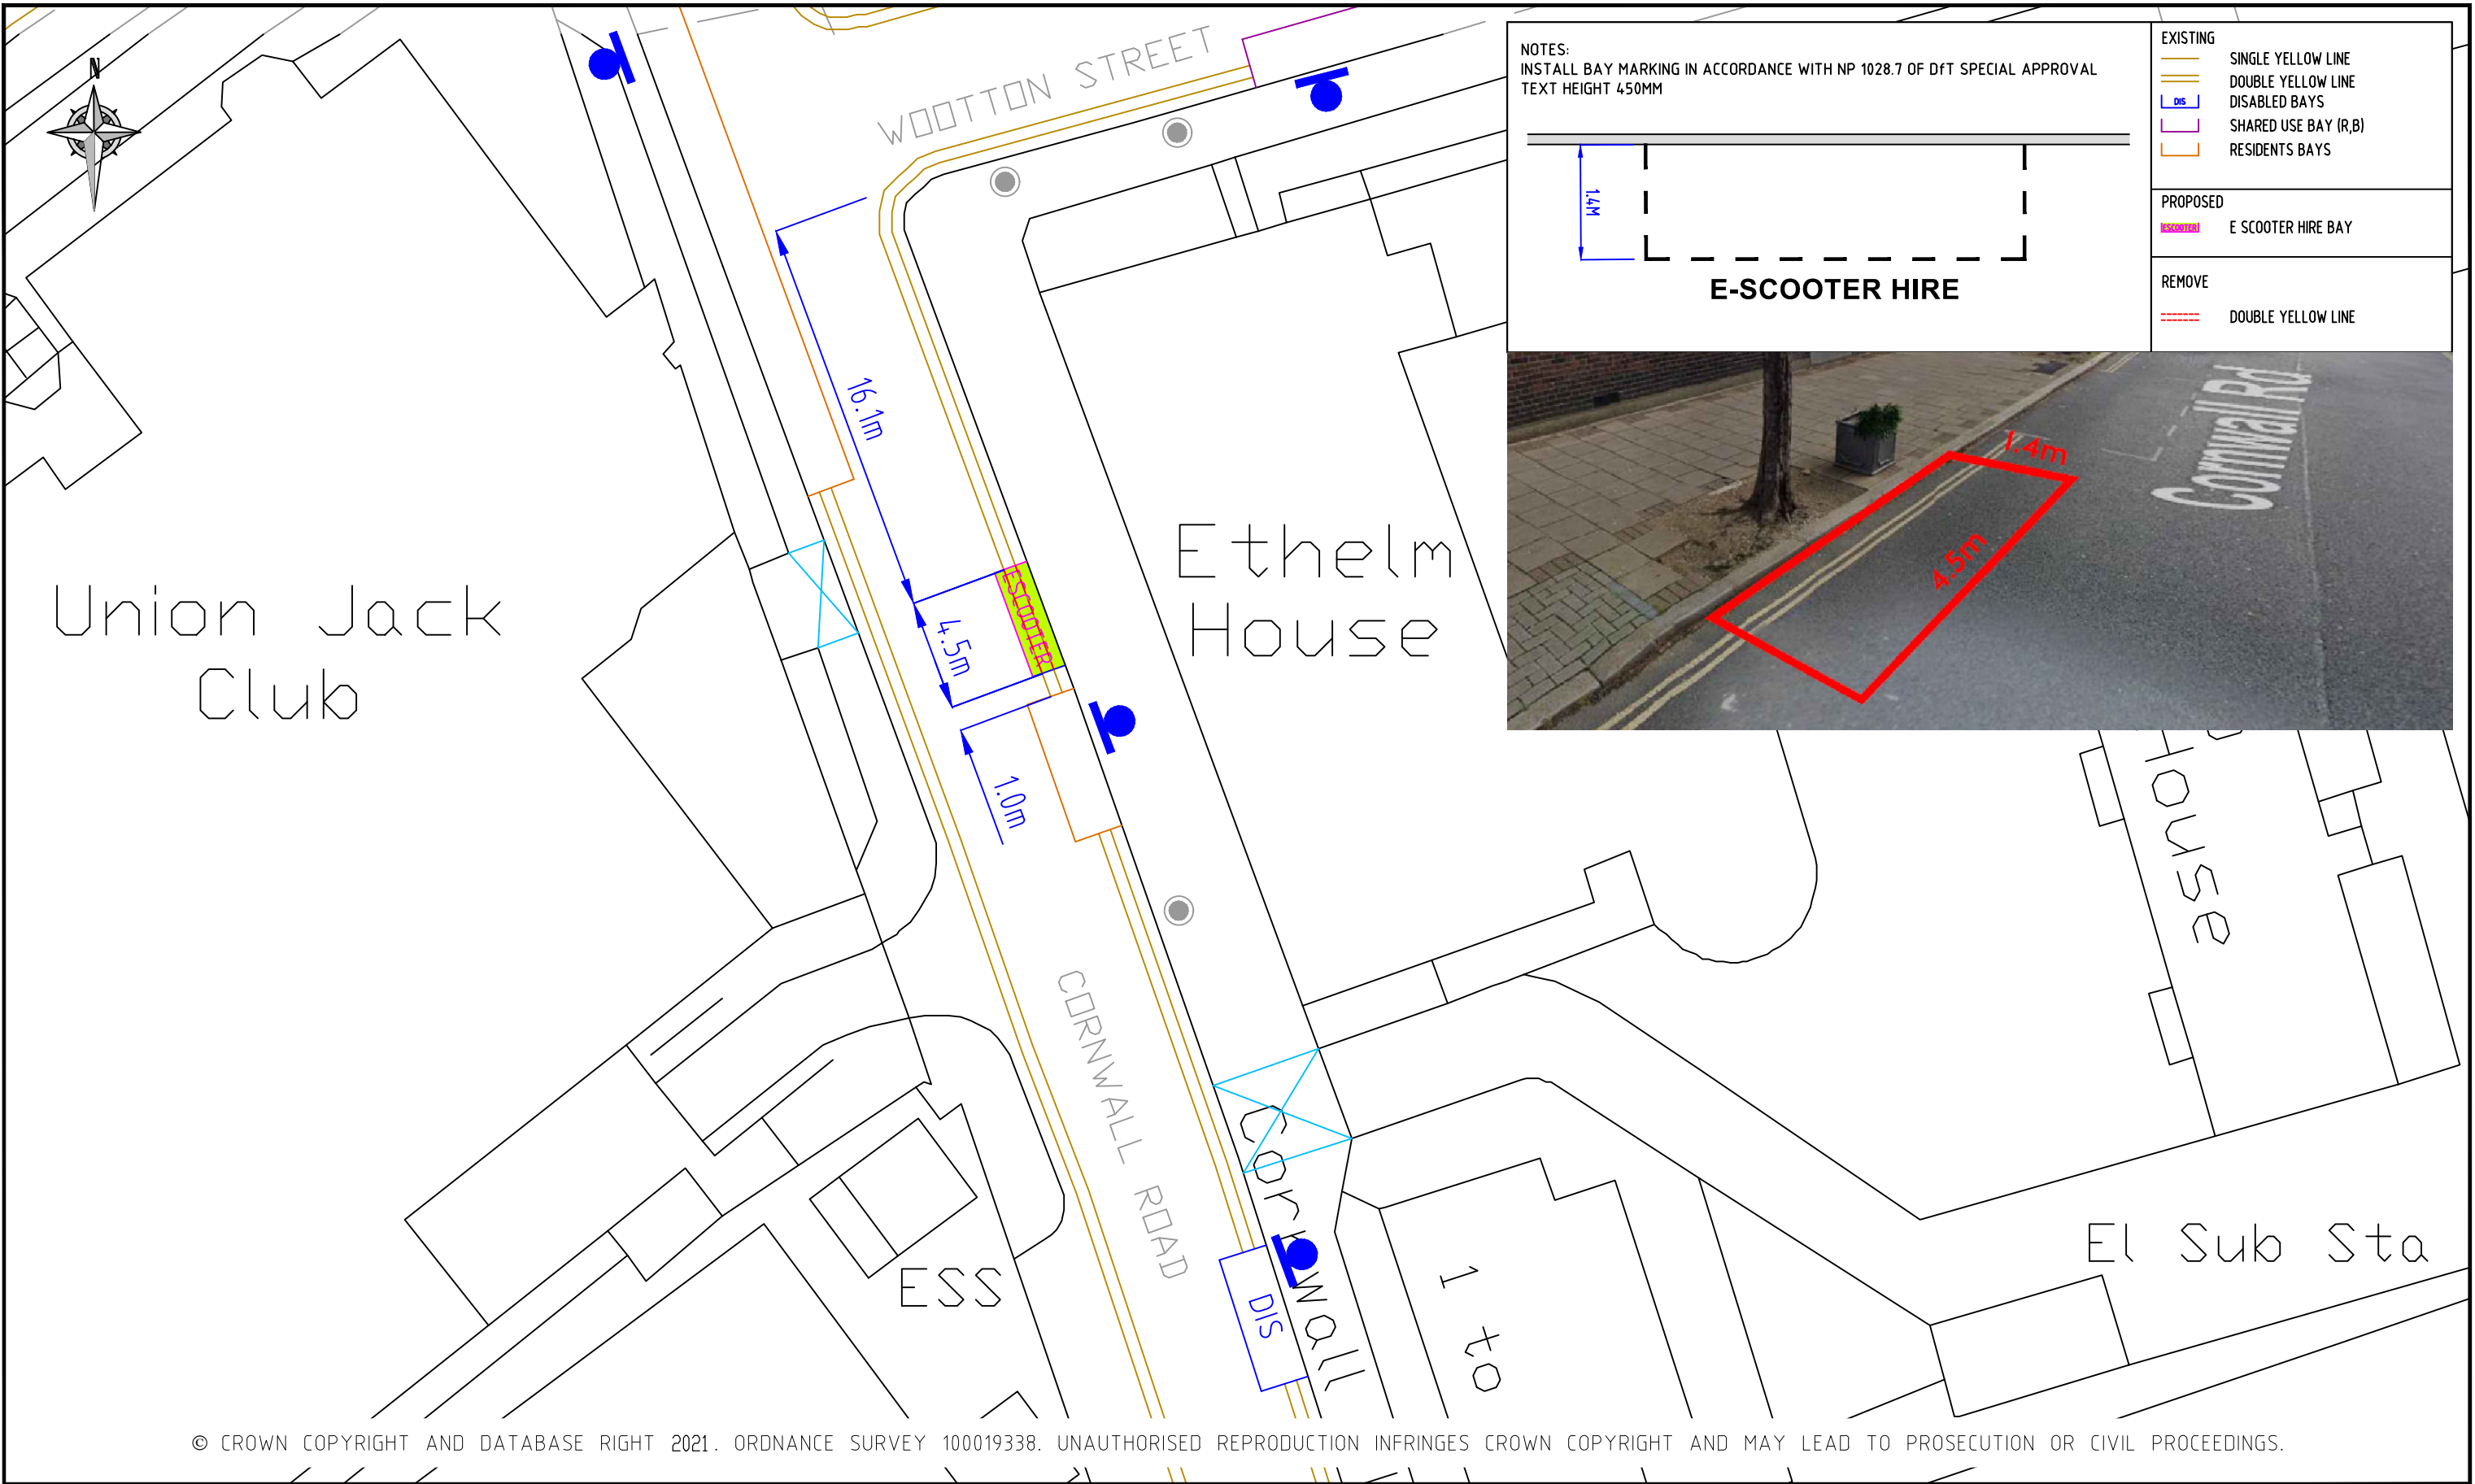 N
WOOTTON STREET
NOTES:
INSTALL BAY MARKING IN ACCORDANCE WITH NP 1028.7 OF DfT SPECIAL APPROVAL
TEXT HEIGHT 450MM
1.4M
E-SCOOTER HIRE
EXISTING
SINGLE YELLOW LINE
DOUBLE YELLOW LINE
DIS
DISABLED BAYS
SHARED USE BAY (R,B)
RESIDENTS BAYS
PROPOSED
ESCOOTER
E SCOOTER HIRE BAY
REMOVE
DOUBLE YELLOW LINE
Cornwall Rd
1.4m
4.5m
16.1m
ESCOOTER
4.5m
1.0m
Union Jack
Club
Ethelm
House
House
CORNWALL ROAD
Cornwall
DIS
1 to
ESS
El Sub Sta
© CROWN COPYRIGHT AND DATABASE RIGHT 2021. ORDNANCE SURVEY 100019338. UNAUTHORISED REPRODUCTION INFRINGES CROWN COPYRIGHT AND MAY LEAD TO PROSECUTION OR CIVIL PROCEEDINGS.